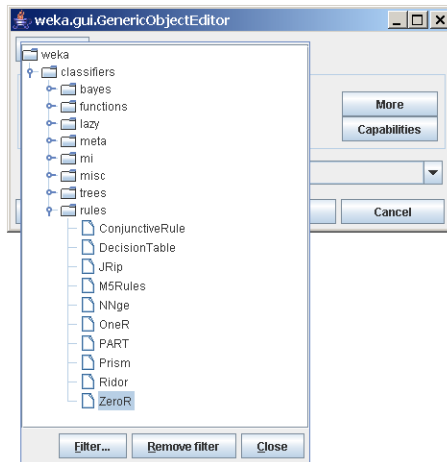 weka.gui.GenericObjectEditor
weka
classifiers
bayes
functions
lazy
meta
mi
misc
trees
rules
ConjunctiveRule
DecisionTable
JRip
M5Rules
NNge
OneR
PART
Prism
Ridor
ZeroR
More
Capabilities
Cancel
Filter...
Remove filter
Close